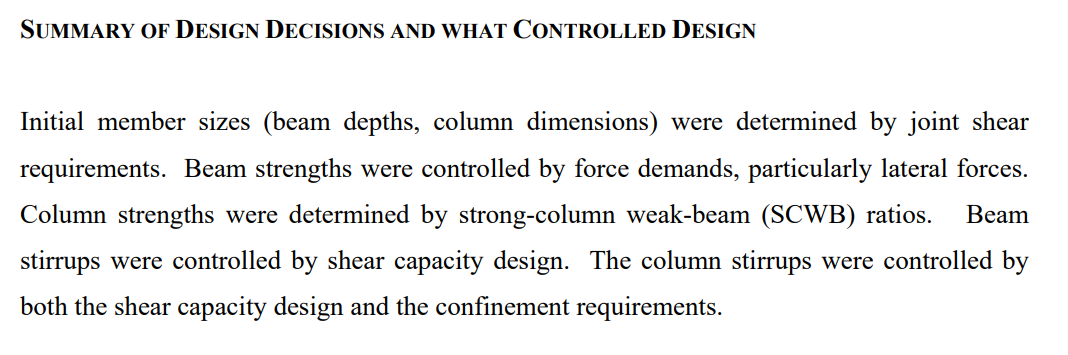 SUMMARY OF DESIGN DECISIONS AND WHAT CONTROLLED DESIGN
Initial member sizes (beam depths, column dimensions) were determined by joint shear
requirements. Beam strengths were controlled by force demands, particularly lateral forces.
Column strengths were determined by strong-column weak-beam (SCWB) ratios. Beam
stirrups were controlled by shear capacity design. The column stirrups were controlled by
both the shear capacity design and the confinement requirements.